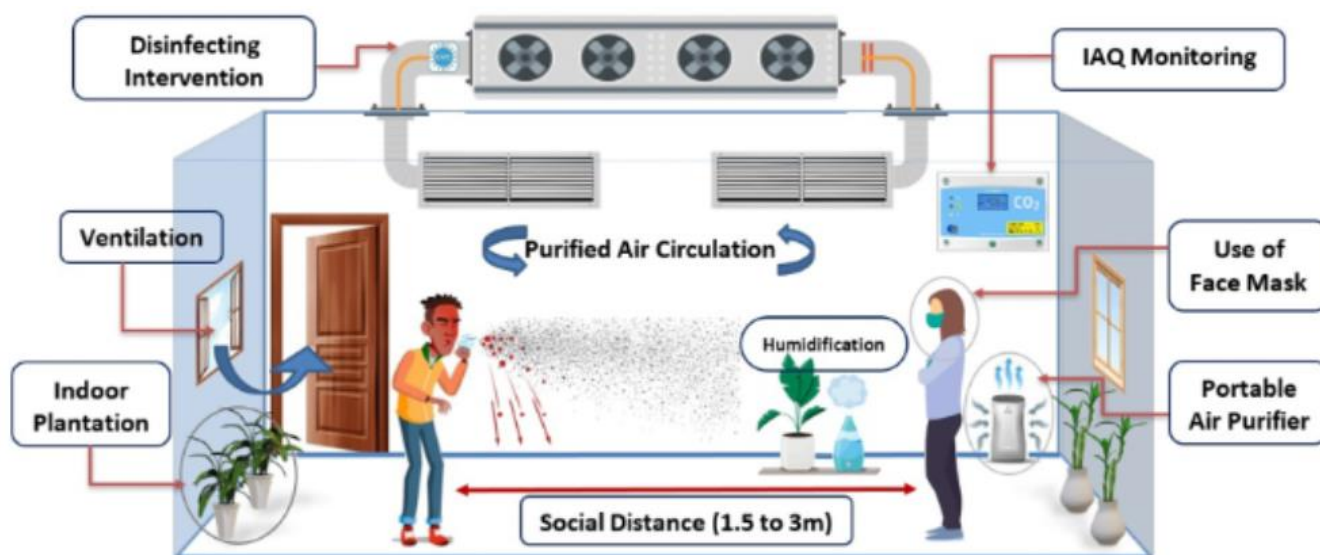 Disinfecting
Intervention
IAQ Monitoring
CO₂
Ventilation
Purified Air Circulation
Use of
Face Mask
Humidification
Indoor
Plantation
Portable
Air Purifier
Social Distance (1.5 to 3m)